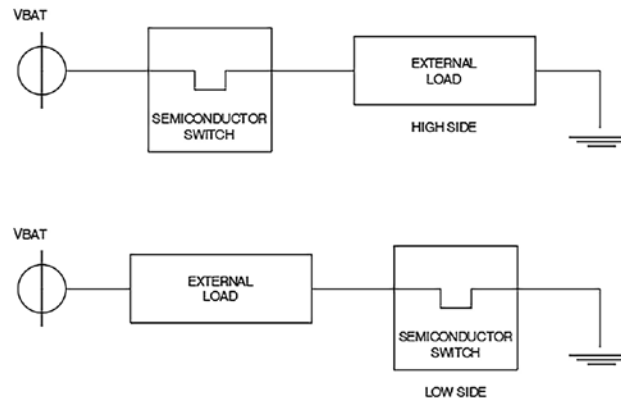 VBAT
SEMICONDUCTOR
SWITCH
EXTERNAL
LOAD
HIGH SIDE
VBAT
EXTERNAL
LOAD
SEMICONDUCTOR
SWITCH
LOW SIDE